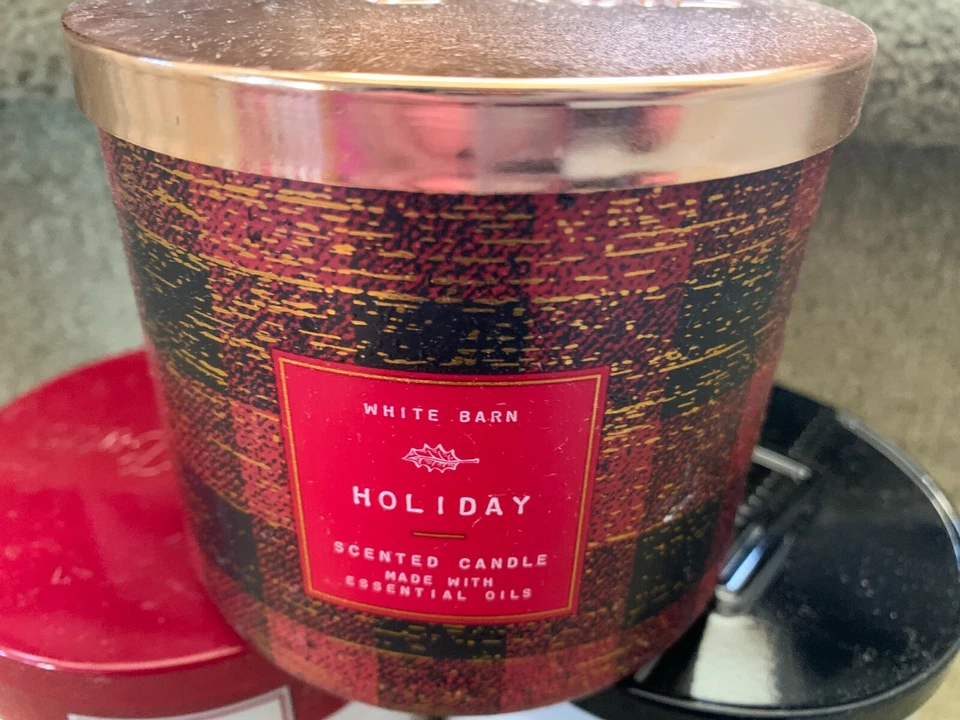 WHITE BARN
HOLIDAY
SCENTED CANDLE
MADE WITH
ESSENTIAL OILS